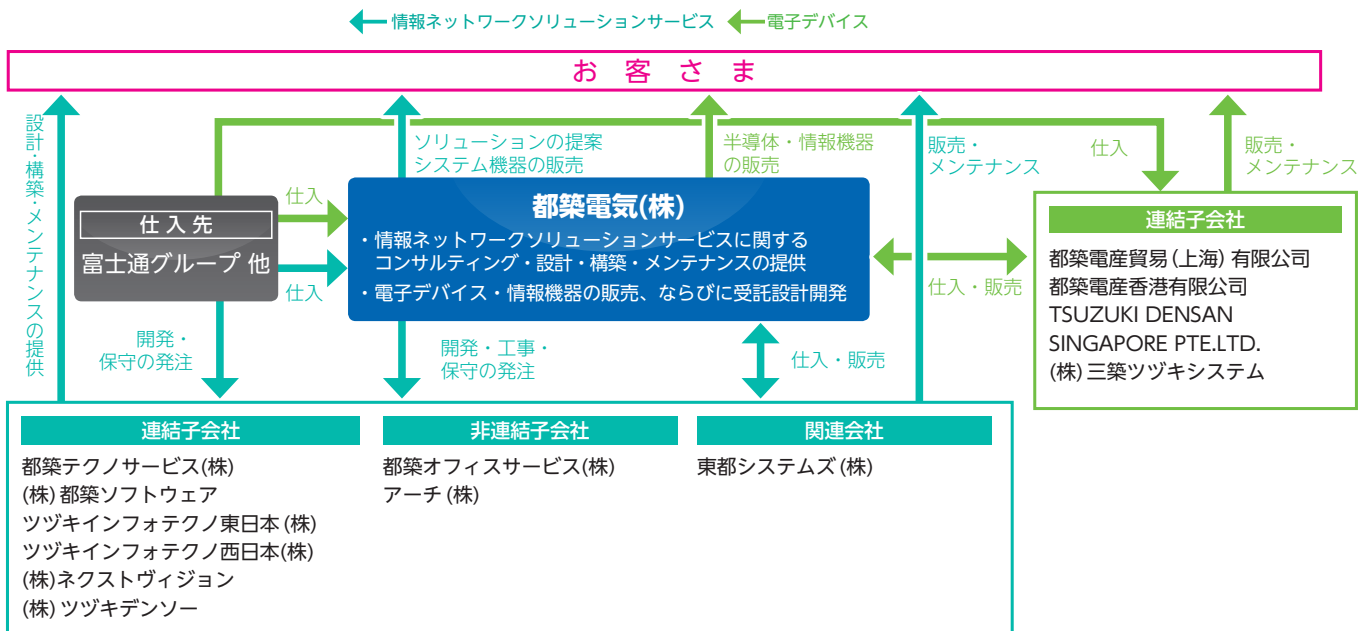 情報ネットワークソリューションサービス 電子デバイス
お客さま
設計・構築・メンテナンスの提供
ソリューションの提案
システム機器の販売
半導体・情報機器
の販売
販売・
メンテナンス
仕入
販売・
メンテナンス
仕入先
富士通グループ 他
仕入
仕入
都築電気(株)
・情報ネットワークソリューションサービスに関する
コンサルティング・設計・構築・メンテナンスの提供
・電子デバイス・情報機器の販売、ならびに受託設計開発
仕入・販売
連結子会社
都築電産貿易(上海)有限公司
都築電産香港有限公司
TSUZUKI DENSAN
SINGAPORE PTE.LTD.
(株)三築ツヅキシステム
開発・
保守の発注
開発・工事・
保守の発注
仕入・販売
連結子会社
都築テクノサービス(株)
(株)都築ソフトウェア
ツヅキインフォテクノ東日本(株)
ツヅキインフォテクノ西日本(株)
(株)ネクストヴィジョン
(株)ツヅキデンソー
非連結子会社
都築オフィスサービス(株)
アーチ(株)
関連会社
東都システムズ(株)